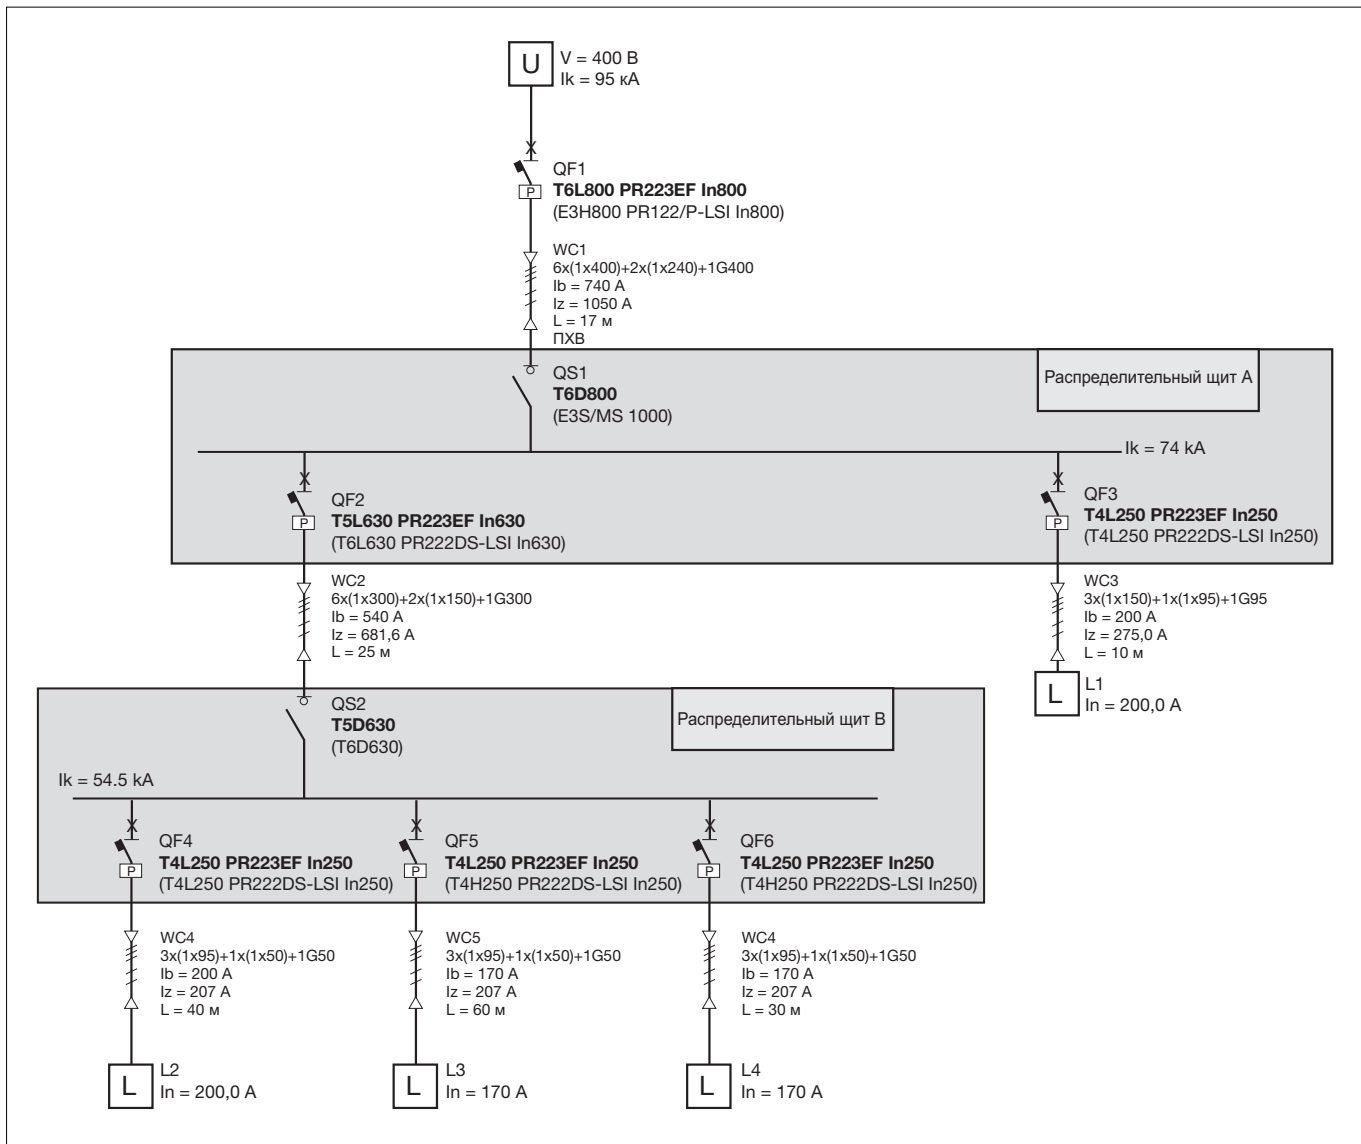 U
V = 400 В
Ik = 95 кА
QF1
T6L800 PR223EF In800
(E3H800 PR122/P-LSI In800)
P
WC1
6x(1x400)+2x(1x240)+1G400
Ib = 740 A
Iz = 1050 A
L = 17 м
ПХВ
QS1
T6D800
(E3S/MS 1000)
Распределительный щит A
Ik = 74 kA
QF2
T5L630 PR223EF In630
(T6L630 PR222DS-LSI In630)
P
QF3
T4L250 PR223EF In250
(T4L250 PR222DS-LSI In250)
P
WC2
6x(1x300)+2x(1x150)+1G300
Ib = 540 A
Iz = 681,6 A
L = 25 м
WC3
3x(1x150)+1x(1x95)+1G95
Ib = 200 A
Iz = 275,0 A
L = 10 м
L
L1
In = 200,0 A
QS2
T5D630
(T6D630)
Распределительный щит B
Ik = 54.5 kA
QF4
T4L250 PR223EF In250
(T4L250 PR222DS-LSI In250)
P
QF5
T4L250 PR223EF In250
(T4H250 PR222DS-LSI In250)
P
QF6
T4L250 PR223EF In250
(T4H250 PR222DS-LSI In250)
P
WC4
3x(1x95)+1x(1x50)+1G50
Ib = 200 A
Iz = 207 A
L = 40 м
WC5
3x(1x95)+1x(1x50)+1G50
Ib = 170 A
Iz = 207 A
L = 60 м
WC4
3x(1x95)+1x(1x50)+1G50
Ib = 170 A
Iz = 207 A
L = 30 м
L
L2
In = 200,0 A
L
L3
In = 170 A
L
L4
In = 170 A